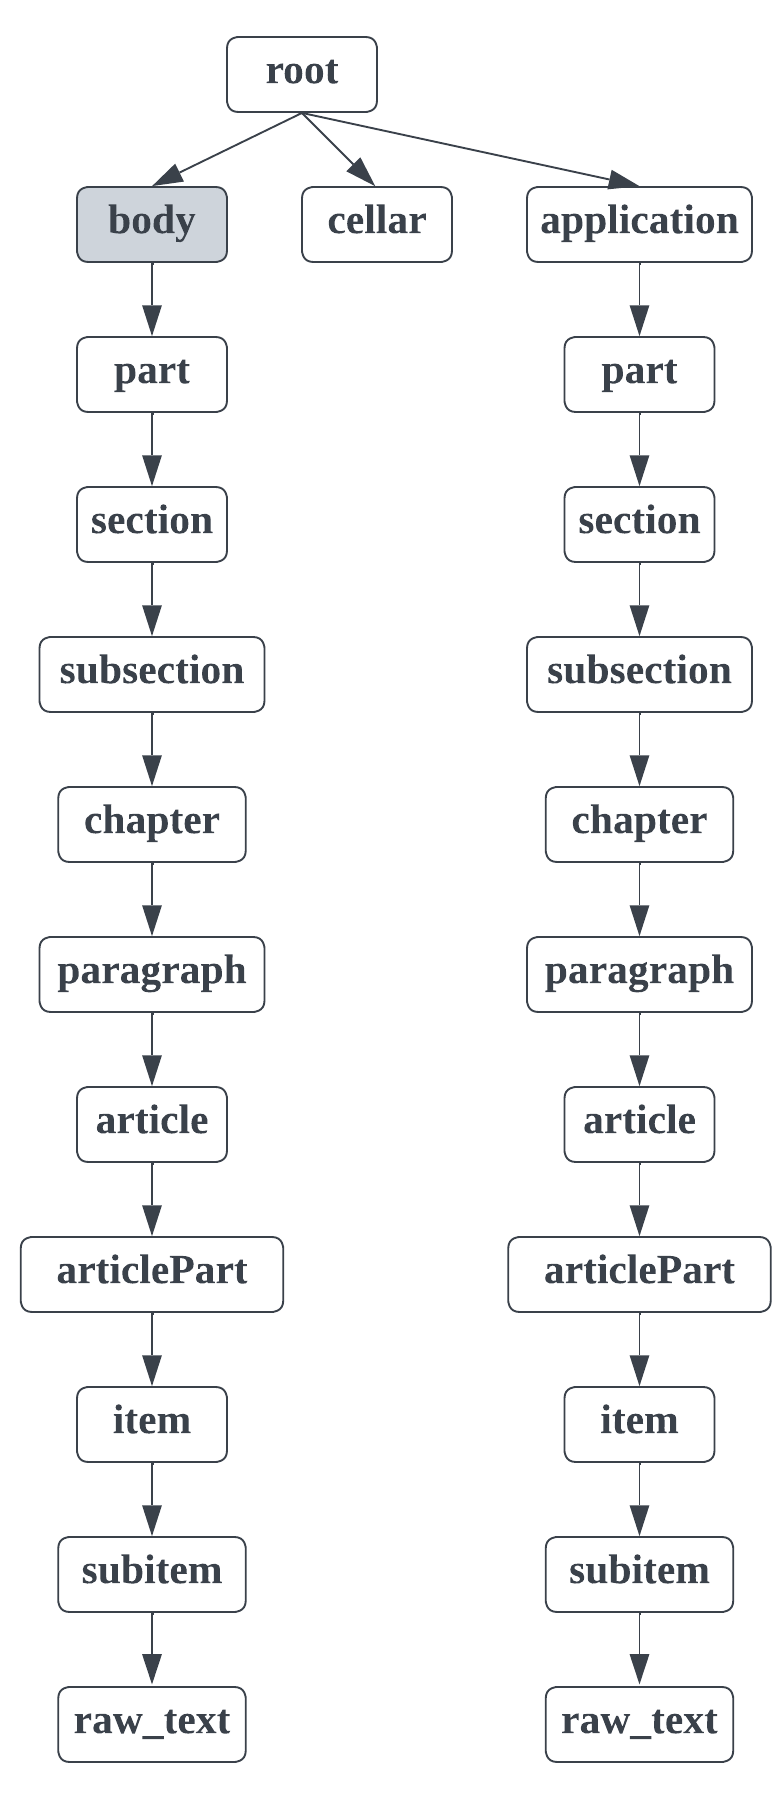 root
body
cellar
application
part
part
section
section
subsection
subsection
chapter
chapter
paragraph
paragraph
article
article
articlePart
articlePart
item
item
subitem
subitem
raw_text
raw_text